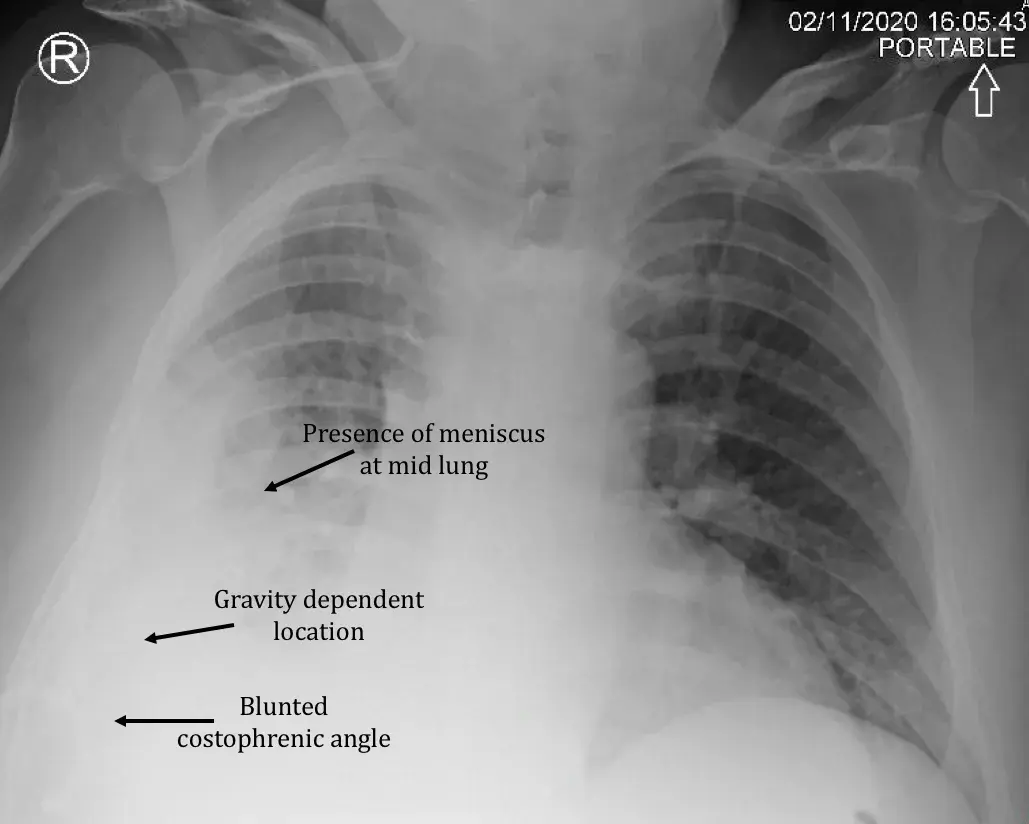 R
02/11/2020 16:05:43
PORTABLE
Presence of meniscus
at mid lung
Gravity dependent
location
Blunted
costophrenic angle